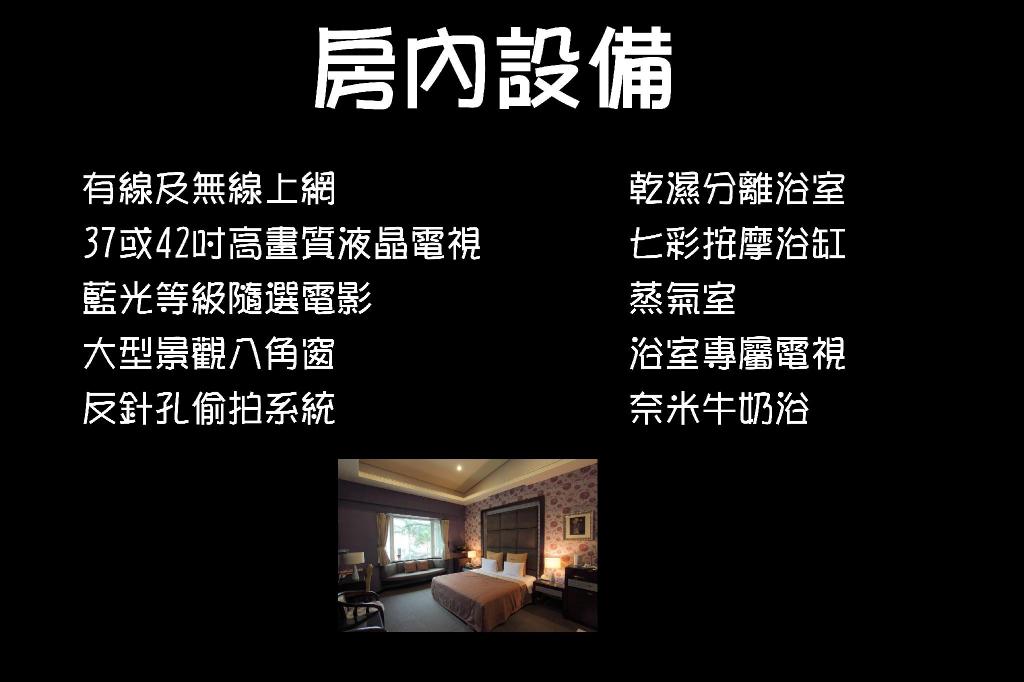 房內設備
有線及無線上網
37或42吋高畫質液晶電視
藍光等級隨選電影
大型景觀八角窗
反針孔偷拍系統
乾濕分離浴室
七彩按摩浴缸
蒸氣室
浴室專屬電視
奈米牛奶浴